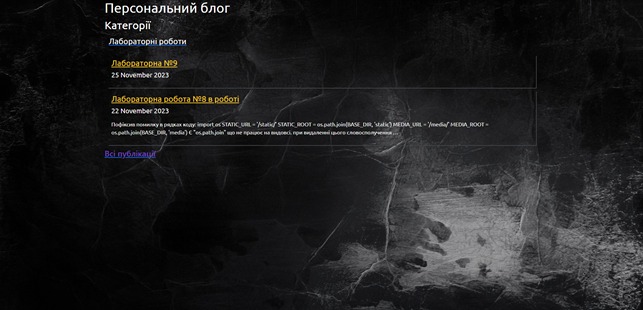 Персональний блог
Категорії
Лабораторні роботи
Лабораторна №9
25 November 2023
Лабораторна робота №8 в роботі
22 November 2023
Пофіксив помилку в рядках коду: import os STATIC_URL = '/static/' STATIC_ROOT = os.path.join(BASE_DIR, 'static') MEDIA_URL = '/media/' MEDIA_ROOT =
os.path.join(BASE_DIR, 'media') Є "os.path.join" що не працює на видовсі, при видаленні цього словосполучення …
Всі публікації